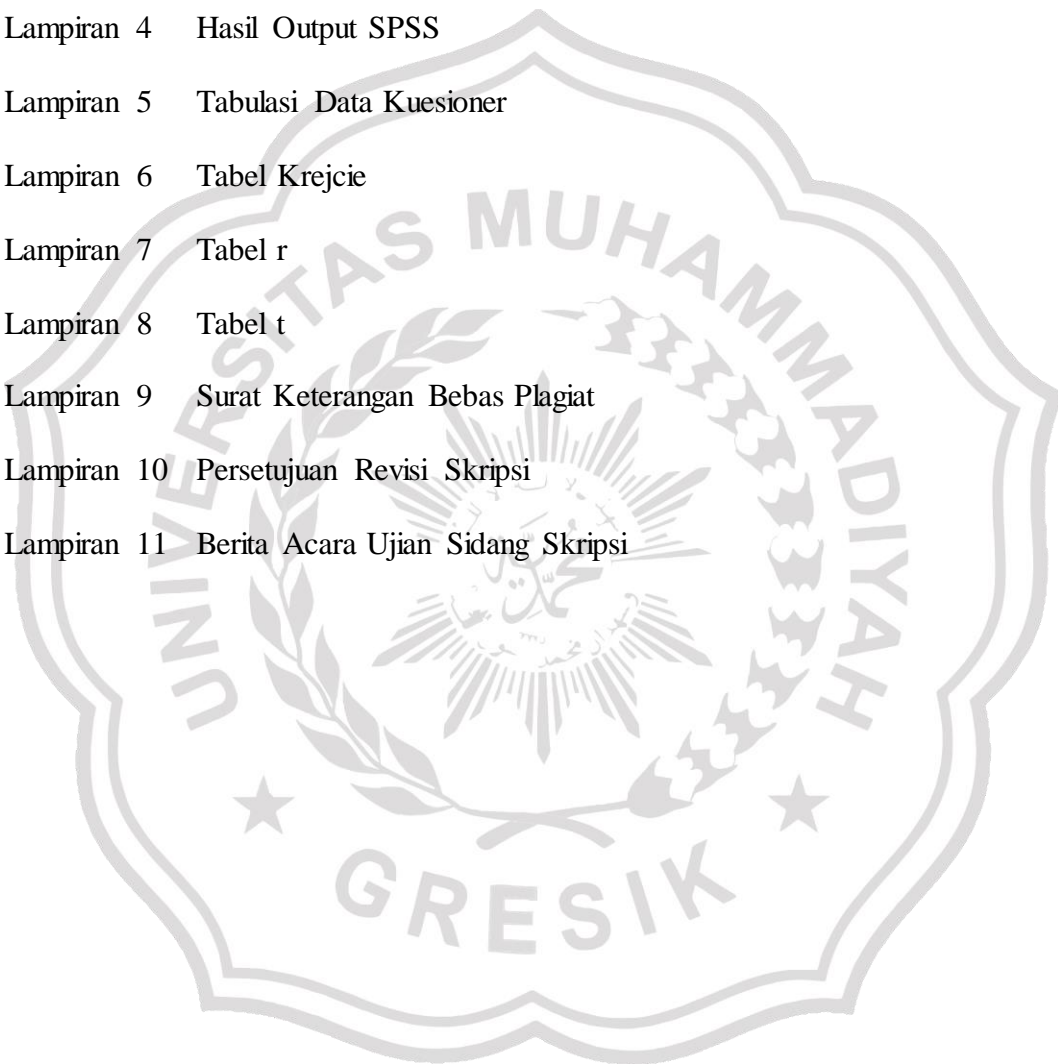 Lampiran 4 Hasil Output SPSS
Lampiran 5 Tabulasi Data Kuesioner
Lampiran 6 Tabel Krejcie
Lampiran 7 Tabel r
Lampiran 8 Tabel t
Lampiran 9 Surat Keterangan Bebas Plagiat
Lampiran 10 Persetujuan Revisi Skripsi
Lampiran 11 Berita Acara Ujian Sidang Skripsi
UNIVERSITAS MUHAMMADIYAH
GRESIK